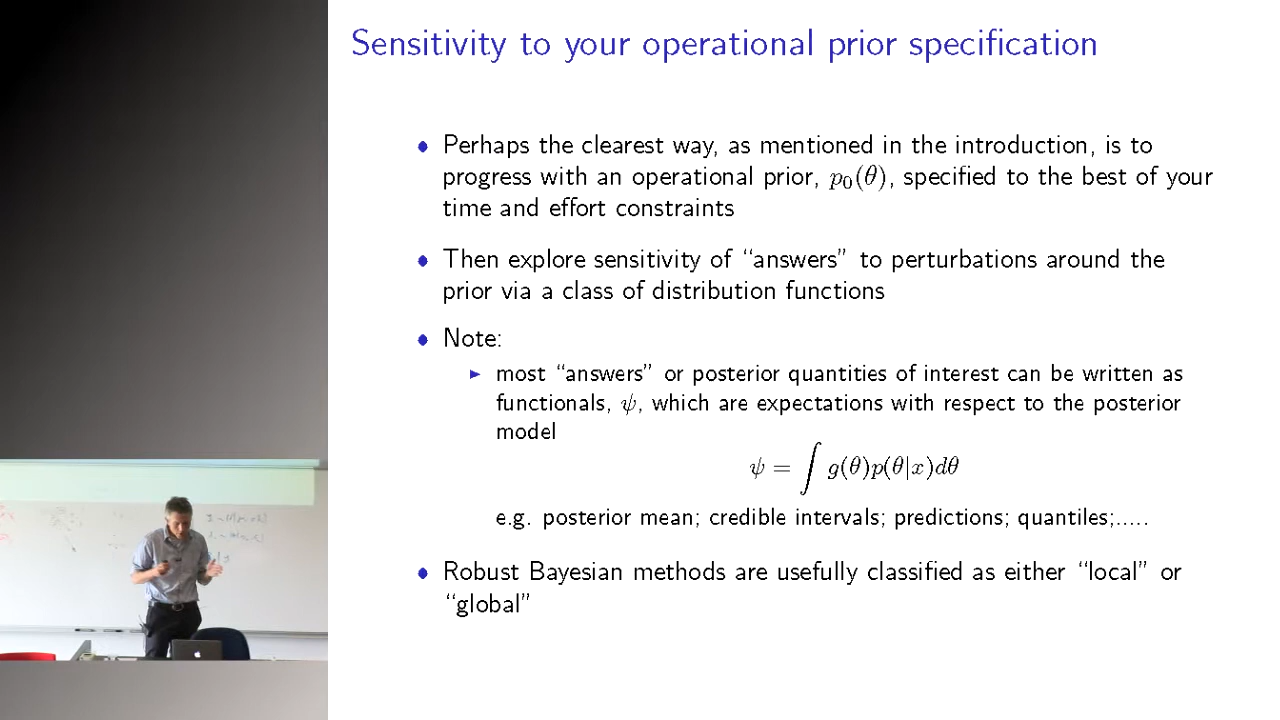 Sensitivity to your operational prior specification
• Perhaps the clearest way, as mentioned in the introduction, is to
progress with an operational prior, p₀(θ), specified to the best of your
time and effort constraints
• Then explore sensitivity of “answers” to perturbations around the
prior via a class of distribution functions
• Note:
▶ most “answers” or posterior quantities of interest can be written as
functionals, ψ, which are expectations with respect to the posterior
model
ψ = ∫ g(θ)p(θ|x)dθ
e.g. posterior mean; credible intervals; predictions; quantiles;.....
• Robust Bayesian methods are usefully classified as either “local” or
“global”